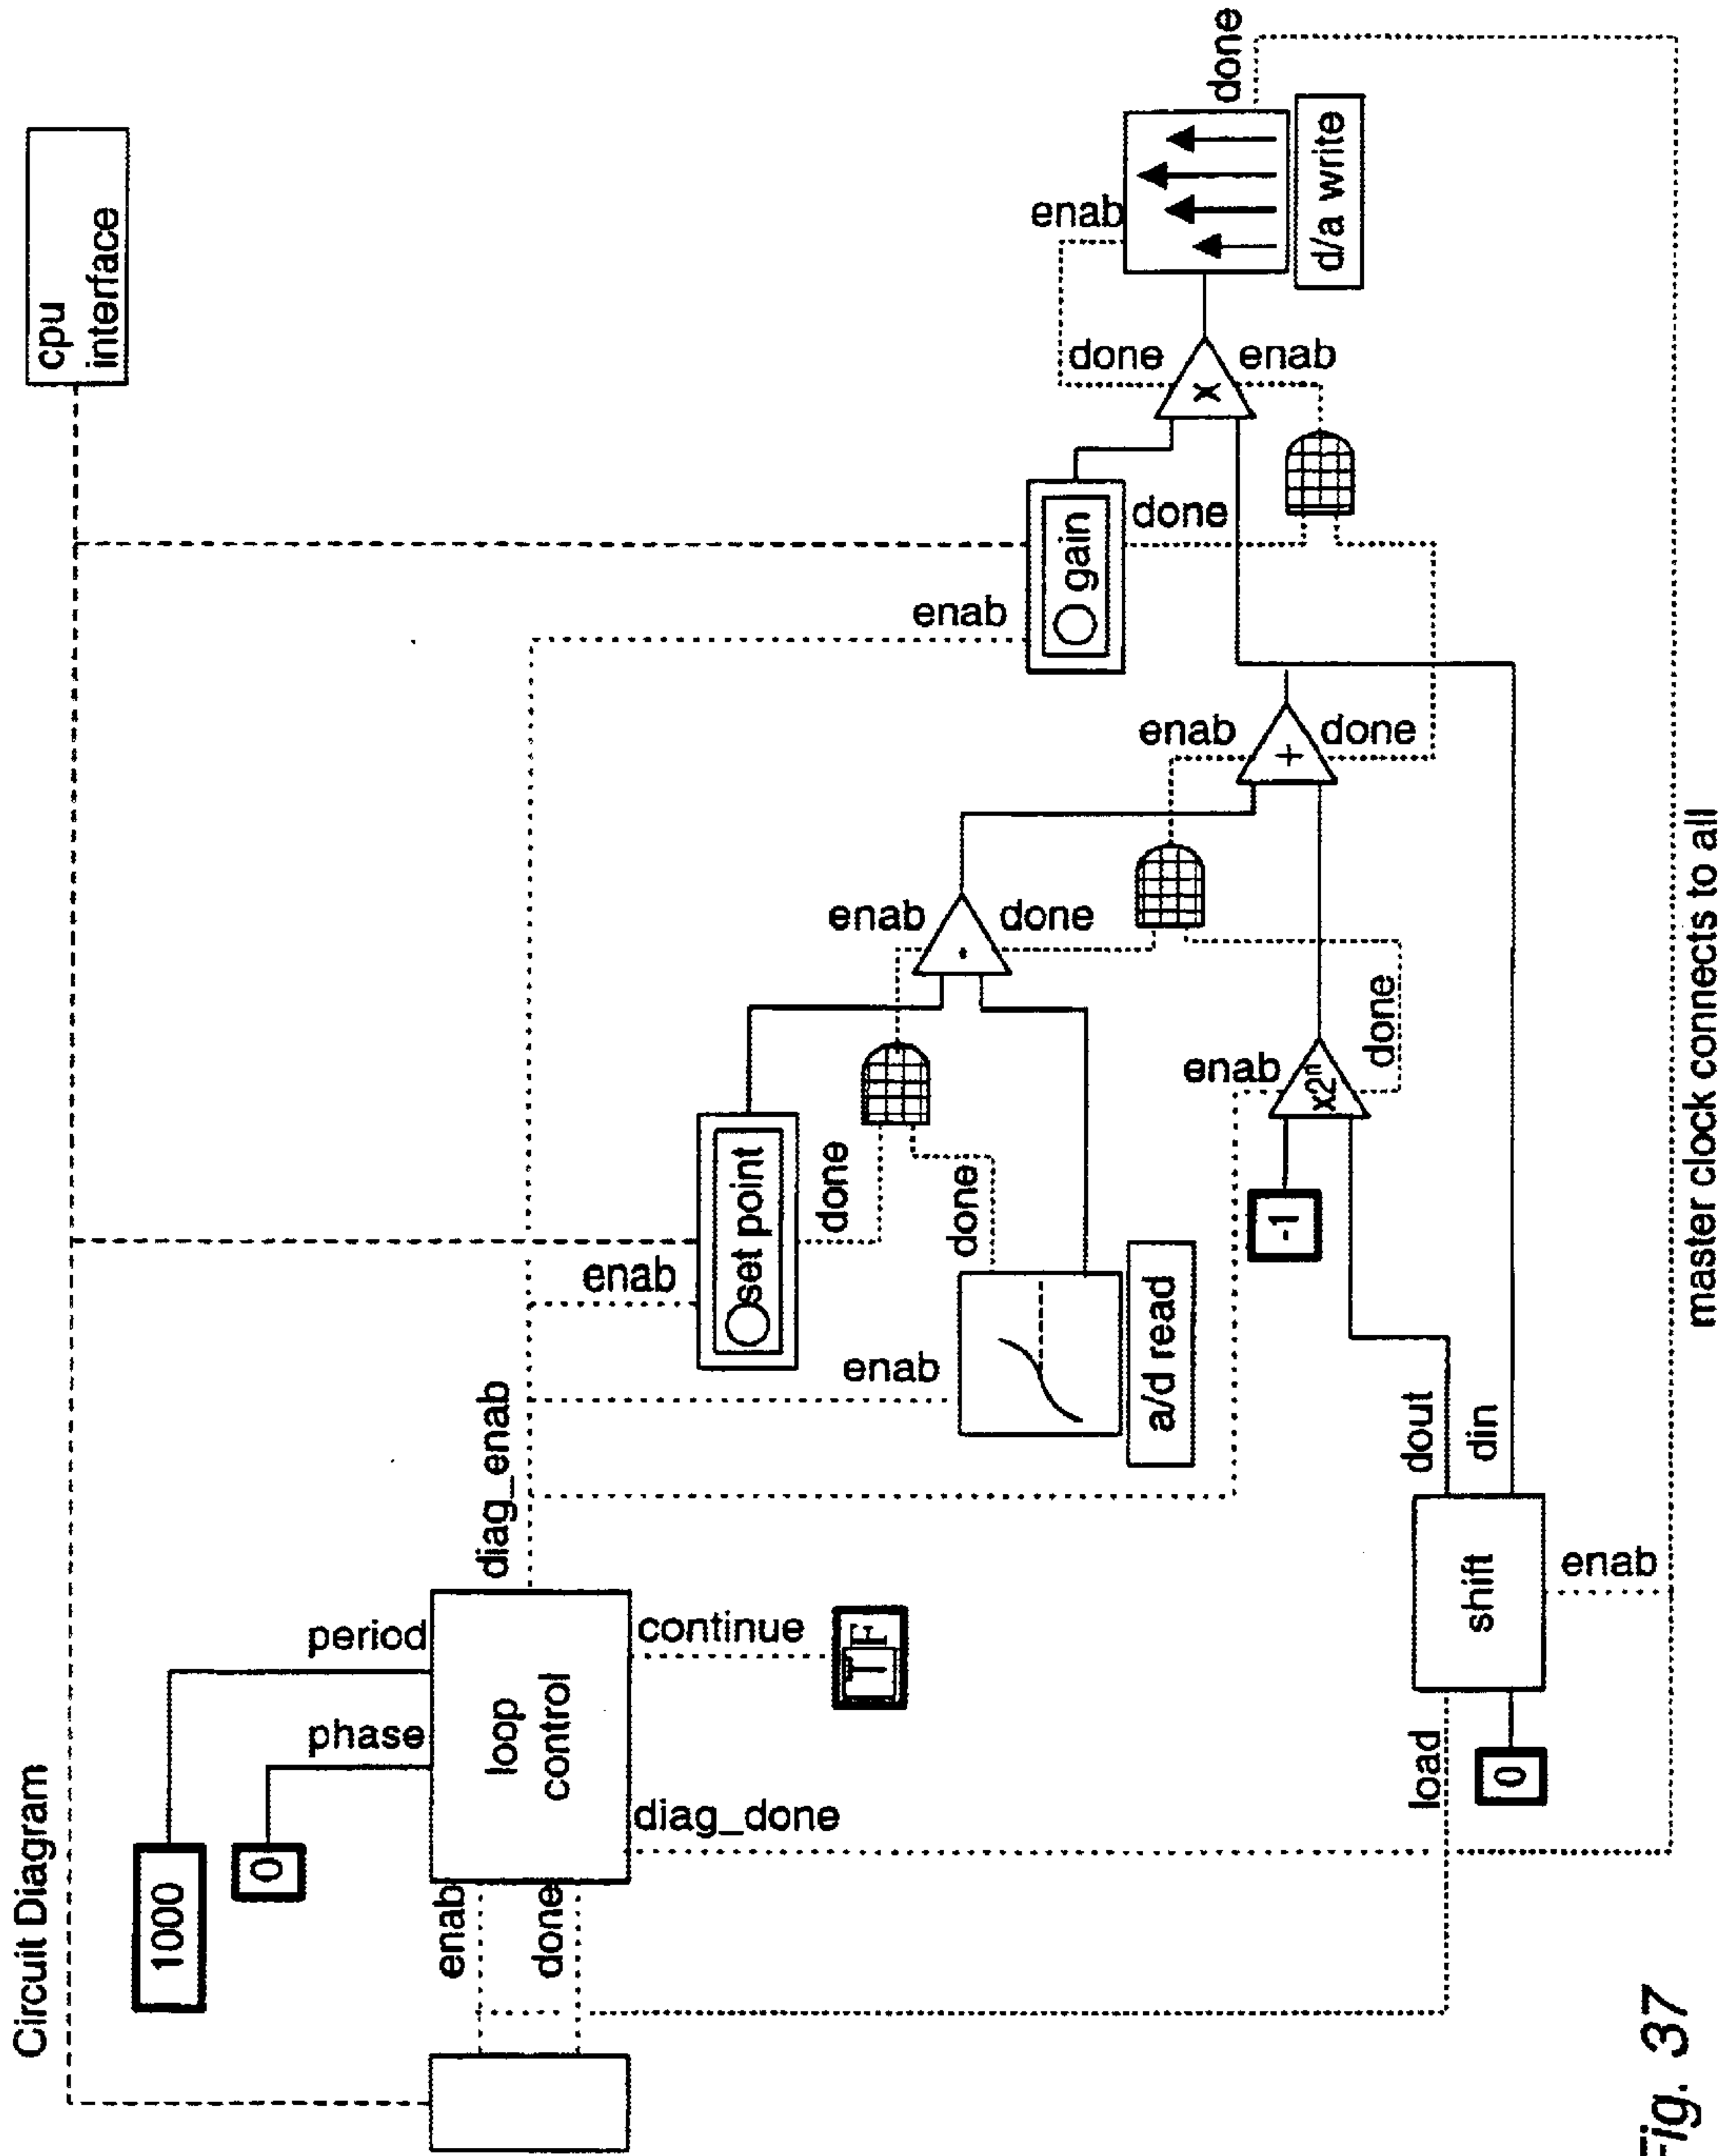 Circuit Diagram
cpu
interface
1000
0
phase
period
enab
done
loop
control
diag_enab
diag_done
continue
TF
enab
set point
done
enab
a/d read
done
enab
-
done
enab
gain
done
load
0
shift
dout
din
enab
-1
enab
x2ⁿ
done
enab
+
done
done
x
enab
enab
d/a write
done
master clock connects to all
Fig. 37